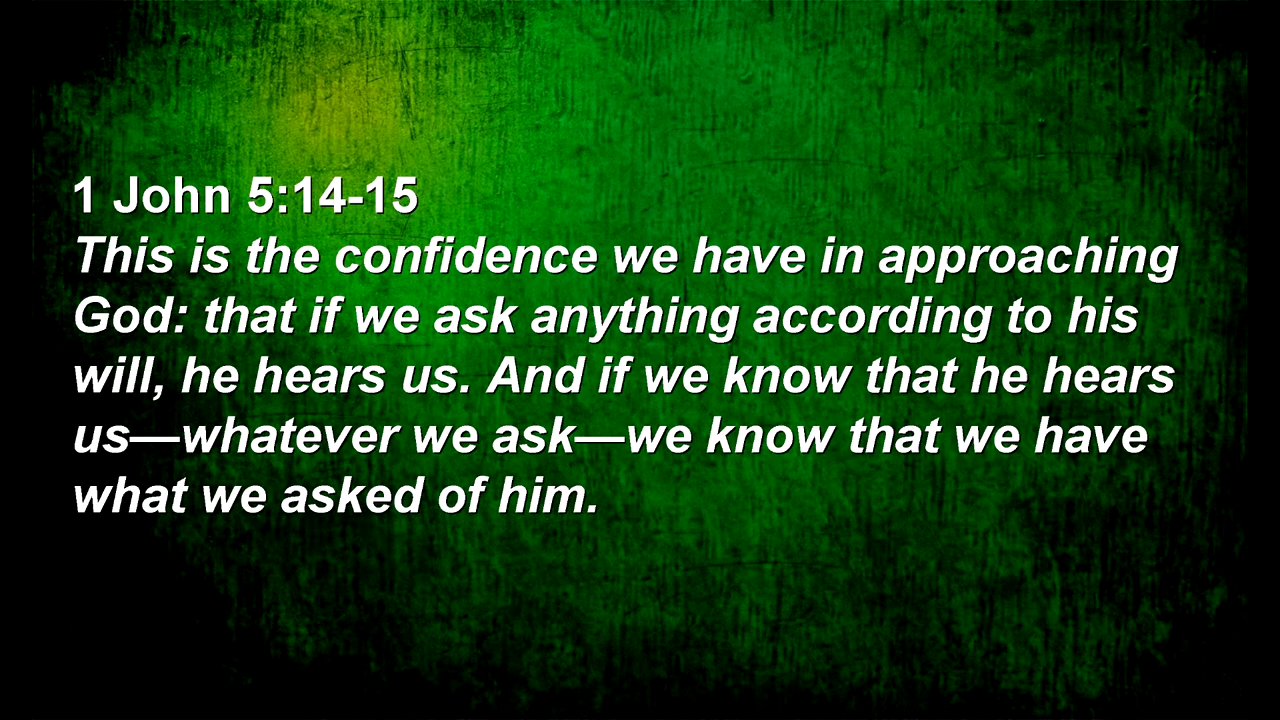 1 John 5:14-15
This is the confidence we have in approaching
God: that if we ask anything according to his
will, he hears us. And if we know that he hears
us—whatever we ask—we know that we have
what we asked of him.